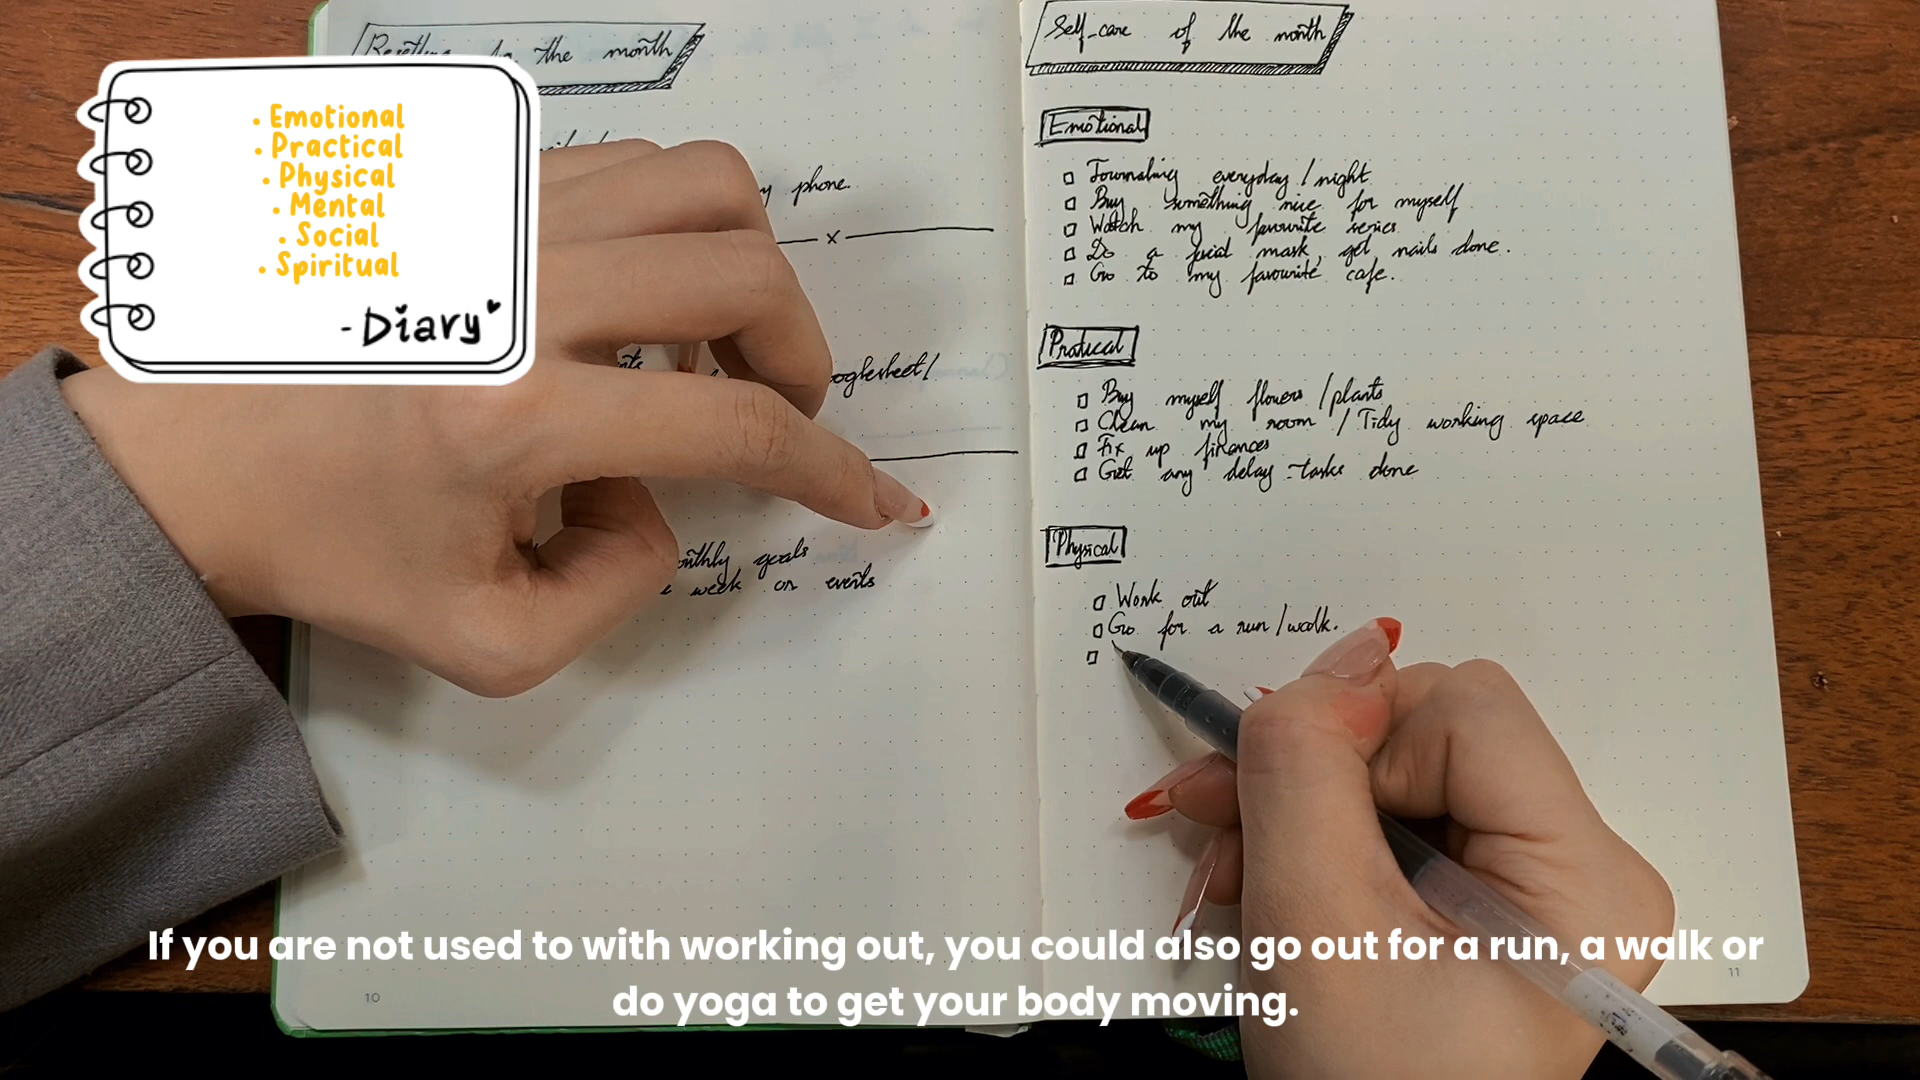 • Emotional
• Practical
• Physical
• Mental
• Social
• Spiritual
- Diary
the month
phone.
x
ooglesheet/
onthly goals
week on events
10
Self-care of the month
Emotional
Journaling everyday / night
Buy something nice for myself
Watch my favourite series
Do a facial mask, get nails done.
Go to my favourite cafe.
Pratical
Buy myself flowers / plants
Clean my room / Tidy working space
Fix up finances
Get any delay-tasks done
Physical
Work out
Go for a run / walk.
11
If you are not used to with working out, you could also go out for a run, a walk or
do yoga to get your body moving.